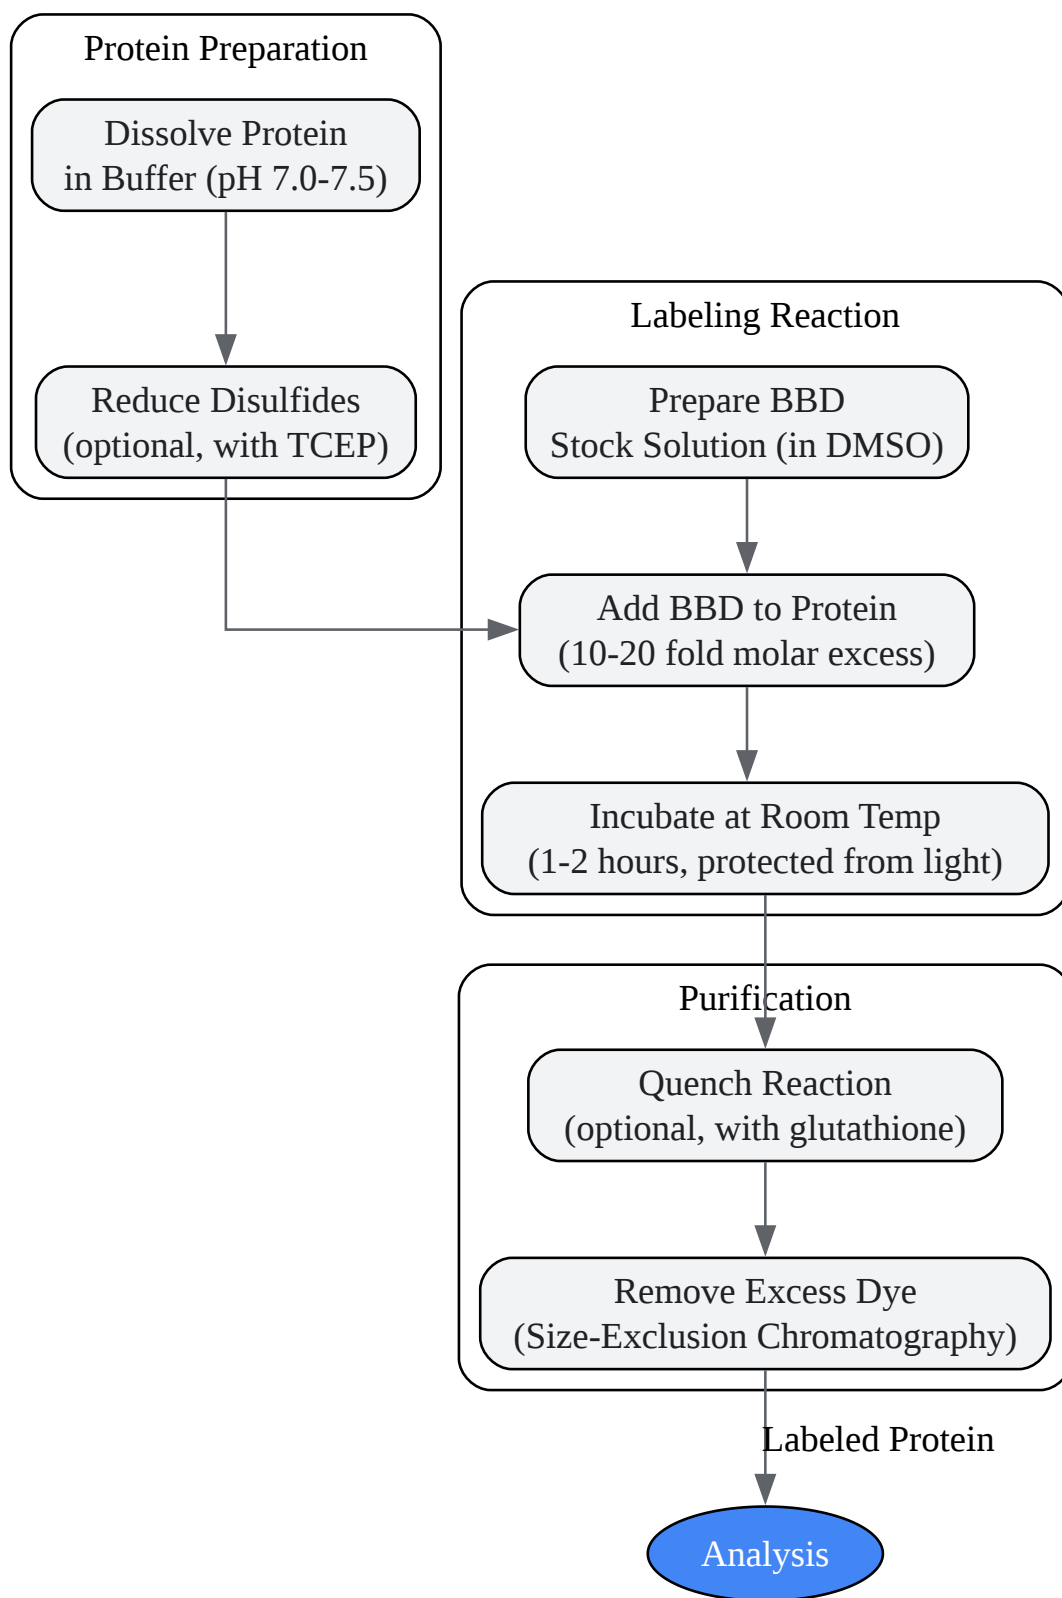 Protein Preparation
Dissolve Protein
in Buffer (pH 7.0-7.5)
Reduce Disulfides
(optional, with TCEP)
Labeling Reaction
Prepare BBD
Stock Solution (in DMSO)
Add BBD to Protein
(10-20 fold molar excess)
Incubate at Room Temp
(1-2 hours, protected from light)
Purification
Quench Reaction
(optional, with glutathione)
Remove Excess Dye
(Size-Exclusion Chromatography)
Labeled Protein
Analysis